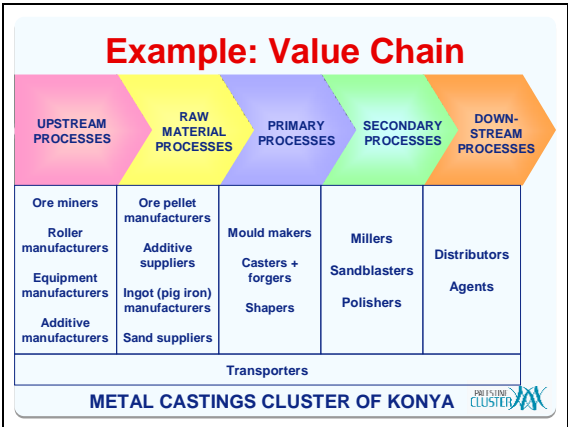 Example: Value Chain
UPSTREAM
PROCESSES
RAW
MATERIAL
PROCESSES
PRIMARY
PROCESSES
SECONDARY
PROCESSES
DOWN-
STREAM
PROCESSES
Ore miners
Roller
manufacturers
Equipment
manufacturers
Additive
manufacturers
Ore pellet
manufacturers
Additive
suppliers
Ingot (pig iron)
manufacturers
Sand suppliers
Mould makers
Casters +
forgers
Shapers
Millers
Sandblasters
Polishers
Distributors
Agents
Transporters
METAL CASTINGS CLUSTER OF KONYA
PALESTINE
CLUSTER